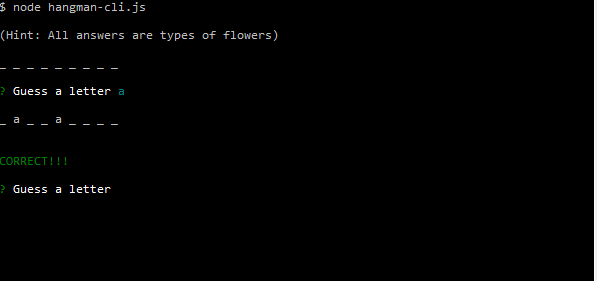 $ node hangman-cli.js
(Hint: All answers are types of flowers)
_ _ _ _ _ _ _ _ _
? Guess a letter a
_ a _ _ a _ _ _ _
CORRECT!!!
? Guess a letter